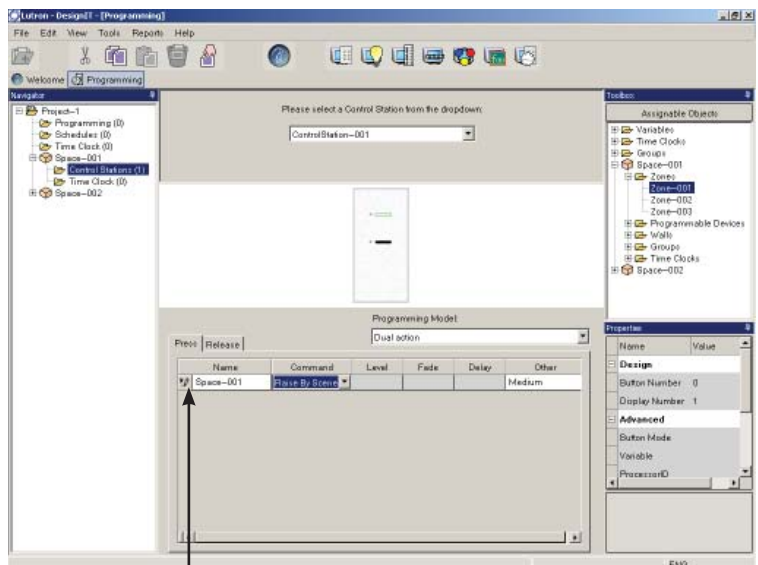 Lutron - DesignIT - [Programming]
File Edit View Tools Reports Help
Welcome Programming
Navigator
Project-1
Programming (0)
Schedules (0)
Time Clock (0)
Space-001
Control Stations (1)
Time Clock (0)
Space-002
Please select a Control Station from the dropdown:
ControlStation-001
Programming Model:
Dual action
Press Release
Name Command Level Fade Delay Other
Space-001 Raise By Scene Medium
Toolbox
Assignable Objects
Variables
Time Clocks
Groups
Space-001
Zones
Zone-001
Zone-002
Zone-003
Programmable Devices
Walls
Groups
Time Clocks
Space-002
Properties
Name Value
Design
Button Number 0
Display Number 1
Advanced
Button Mode
Variable
ProcessorID
ENG